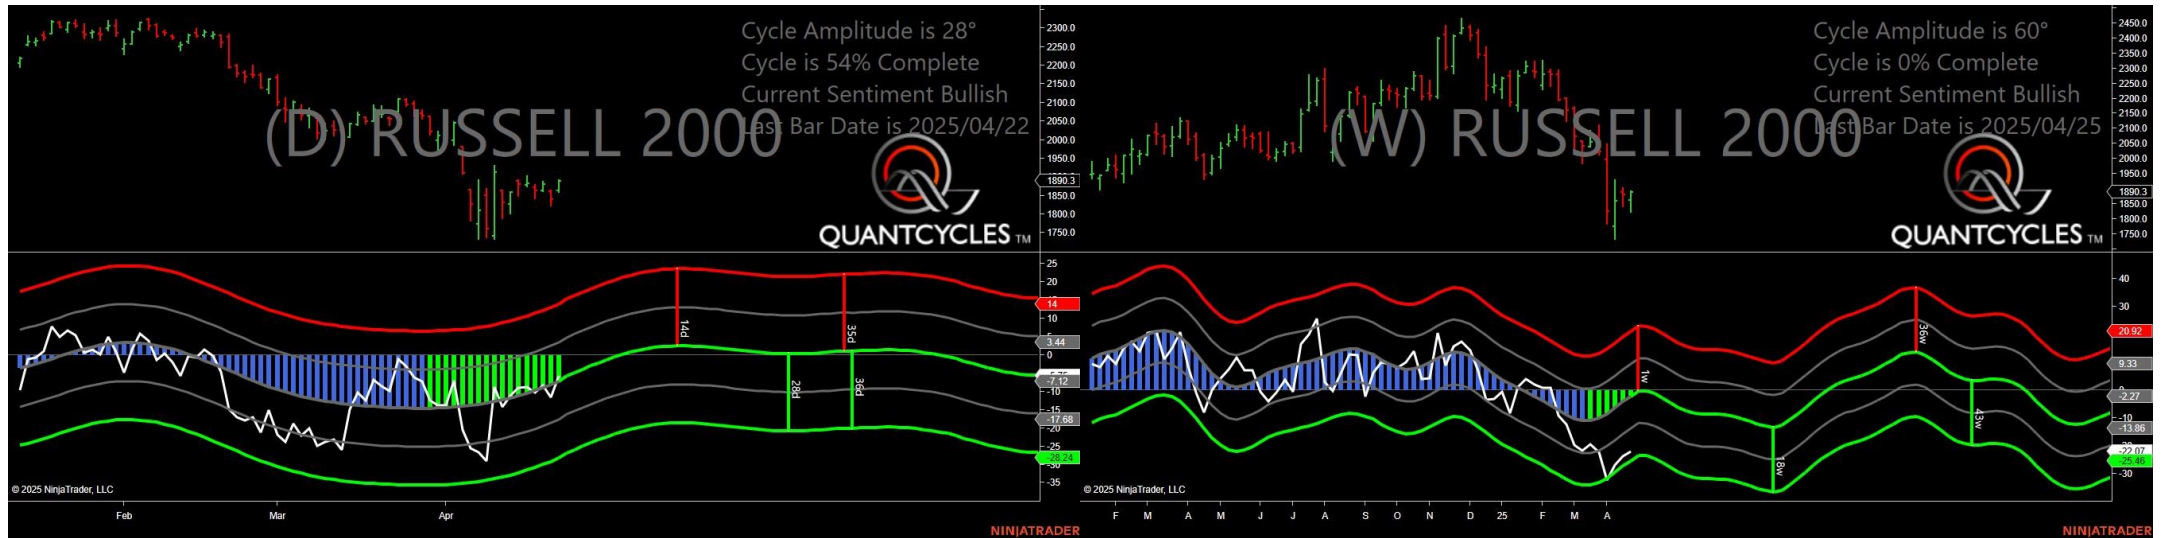 Cycle Amplitude is 28°
Cycle is 54% Complete
Current Sentiment Bullish
Last Bar Date is 2025/04/22
(D) RUSSELL 2000
QUANTCYCLES TM
2300.0
2250.0
2200.0
2150.0
2100.0
2050.0
2000.0
1950.0
1890.3
1850.0
1800.0
1750.0
25
20
14
10
3.44
0
-7.12
-10
-15
-17.68
-20
-25
-28.24
-30
-35
14d
28d
35d
36d
© 2025 NinjaTrader, LLC
Feb
Mar
Apr
NINJATRADER
Cycle Amplitude is 60°
Cycle is 0% Complete
Current Sentiment Bullish
Last Bar Date is 2025/04/25
(W) RUSSELL 2000
QUANTCYCLES TM
2450.0
2400.0
2350.0
2300.0
2250.0
2200.0
2150.0
2100.0
2050.0
2000.0
1950.0
1890.3
1850.0
1800.0
1750.0
40
30
20.92
9.33
0
-2.27
-10
-13.86
-20
-22.07
-25.46
-30
1w
18w
36w
43w
© 2025 NinjaTrader, LLC
F
M
A
M
J
J
A
S
O
N
D
25
F
M
A
NINJATRADER